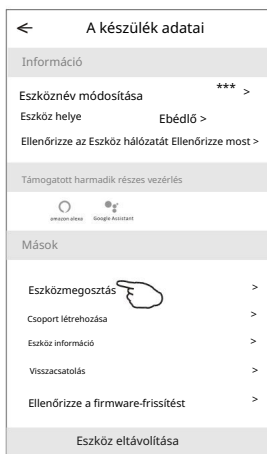 ← A készülék adatai
Információ
Eszköznév módosítása *** >
Eszköz helye Ebédlő >
Ellenőrizze az Eszköz hálózatát Ellenőrizze most >
Támogatott harmadik részes vezérlés
amazon alexa Google Assistant
Mások
Eszközmegosztás >
Csoport létrehozása >
Eszköz információ >
Visszacsatolás >
Ellenőrizze a firmware-frissítést >
Eszköz eltávolítása